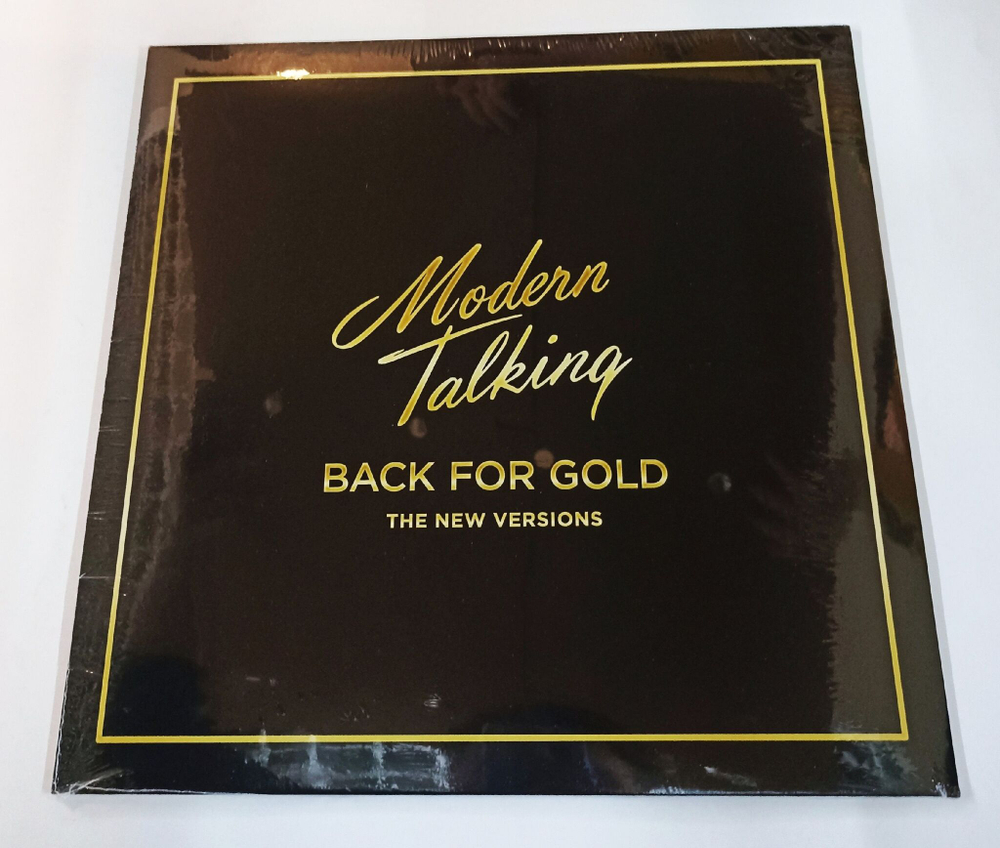 Modern
Talking
BACK FOR GOLD
THE NEW VERSIONS